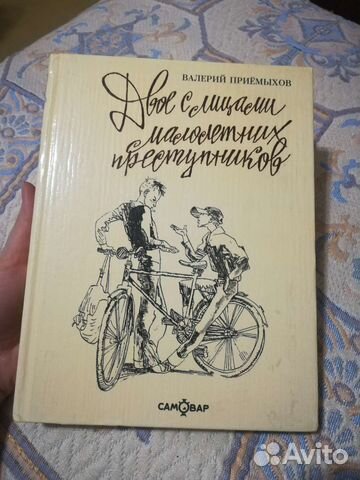 ВАЛЕРИЙ ПРИЁМЫХОВ
Двое с лицами
малолетних
преступников
САМОВАР
Avito